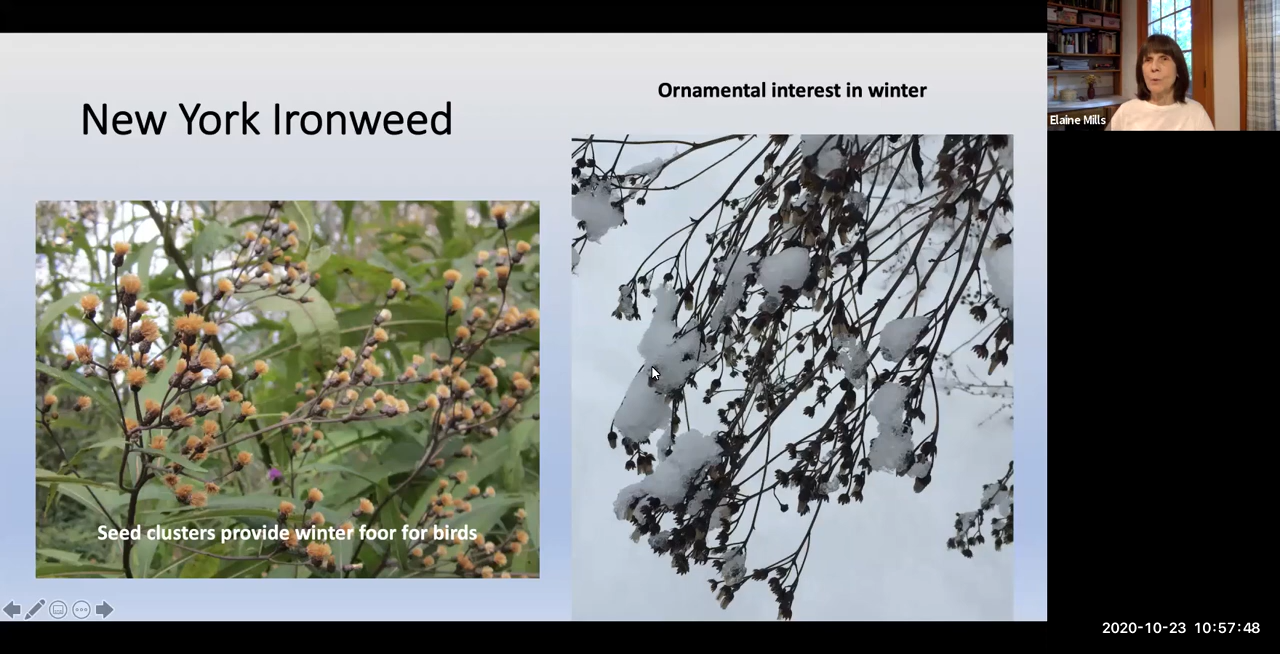 New York Ironweed
Ornamental interest in winter
Seed clusters provide winter foor for birds
Elaine Mills
2020-10-23 10:57:48